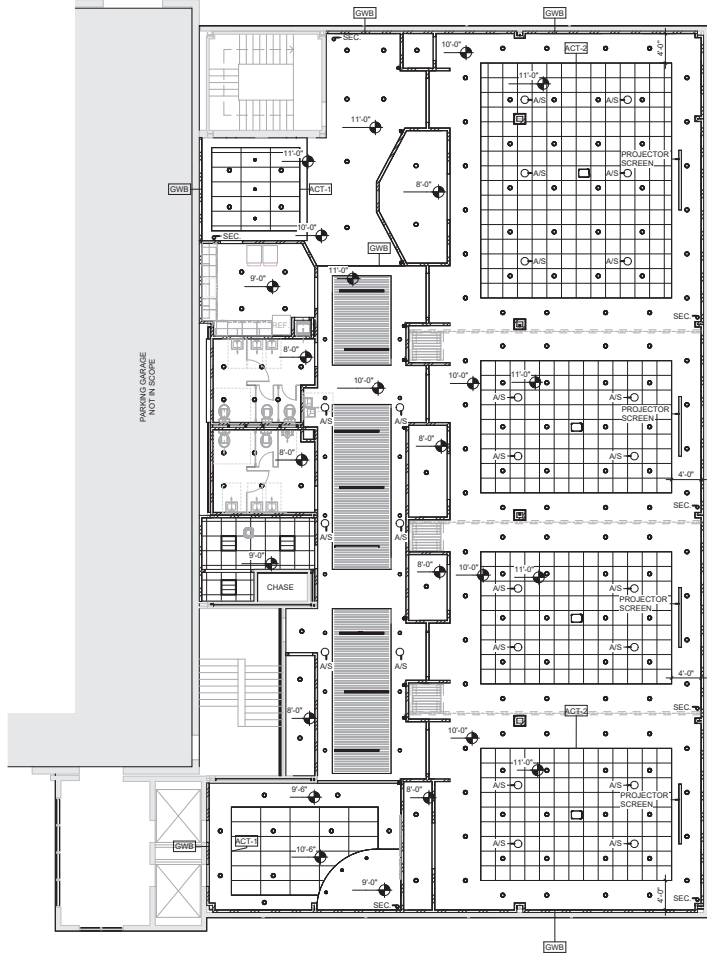 GWB
GWB
SEC.
10'-0"
ACT-2
4'-0"
11'-0"
A/S
A/S
11'-0"
PROJECTOR
SCREEN
11'-0"
GWB
ACT-1
8'-0"
A/S
A/S
10'-0"
SEC.
GWB
A/S
A/S
11'-0"
9'-0"
SEC.
REF.
8'-0"
PARKING GARAGE
NOT IN SCOPE
10'-0"
10'-0"
11'-0"
A/S
A/S
PROJECTOR
SCREEN
A/S
A/S
8'-0"
8'-0"
A/S
A/S
4'-0"
SEC.
A/S
A/S
9'-0"
8'-0"
10'-0"
11'-0"
CHASE
A/S
A/S
PROJECTOR
SCREEN
A/S
A/S
A/S
A/S
4'-0"
8'-0"
SEC.
ACT-2
10'-0"
11'-0"
9'-6"
8'-0"
A/S
A/S
PROJECTOR
SCREEN
GWB
ACT-1
10'-6"
A/S
A/S
9'-0"
SEC.
4'-0"
SEC.
GWB